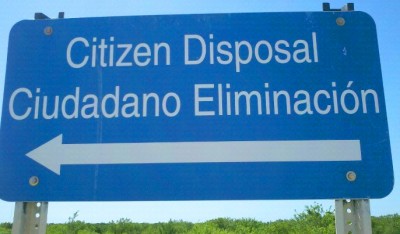 Citizen Disposal
Ciudadano Eliminación